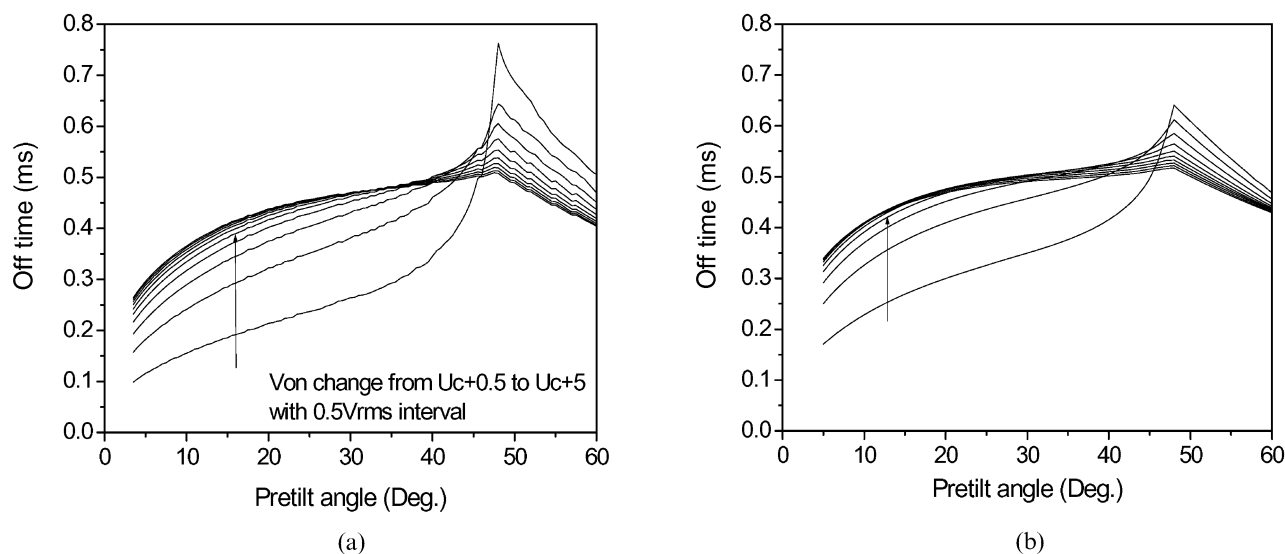 0.8
0.7
0.6
0.5
0.4
0.3
0.2
0.1
0.0
Off time (ms)
0 10 20 30 40 50 60
Pretilt angle (Deg.)
Von change from Uc+0.5 to Uc+5
with 0.5Vrms interval
(a)
0.8
0.7
0.6
0.5
0.4
0.3
0.2
0.1
0.0
Off time (ms)
0 10 20 30 40 50 60
Pretilt angle (Deg.)
(b)